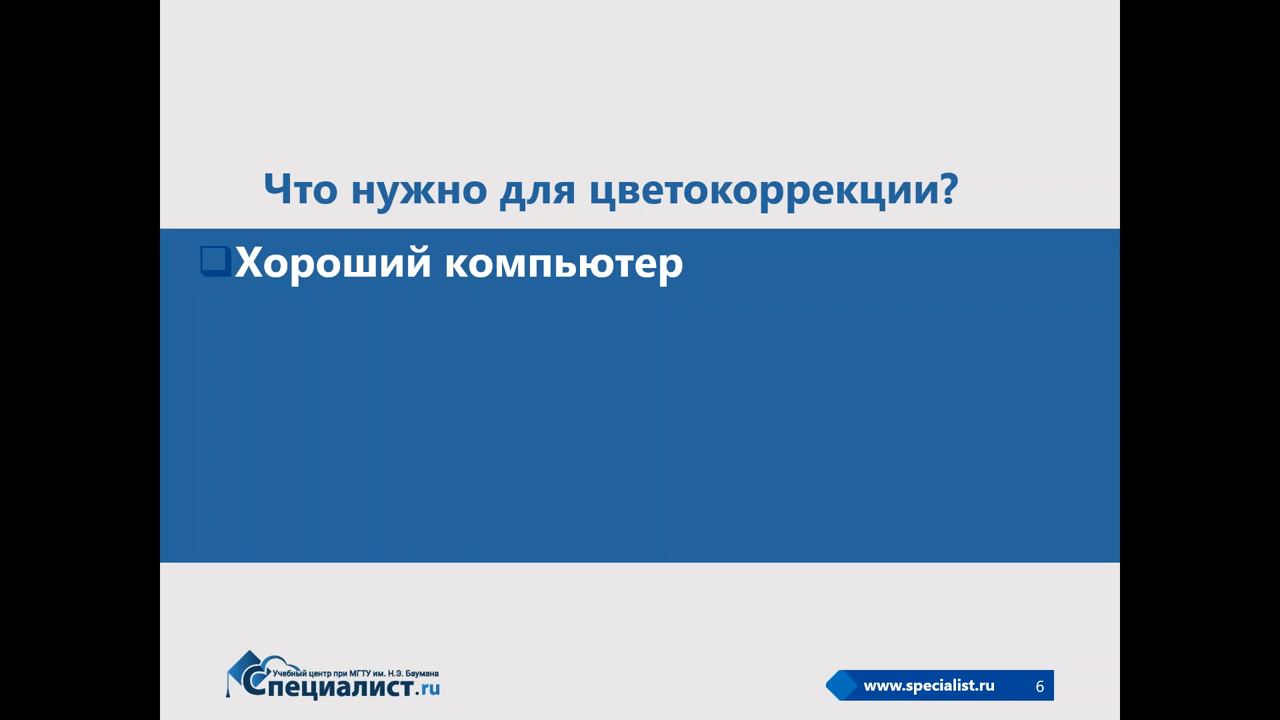 Что нужно для цветокоррекции?
Хороший компьютер
Учебный центр при МГТУ им. Н.Э. Баумана
Специалист.ru
www.specialist.ru 6